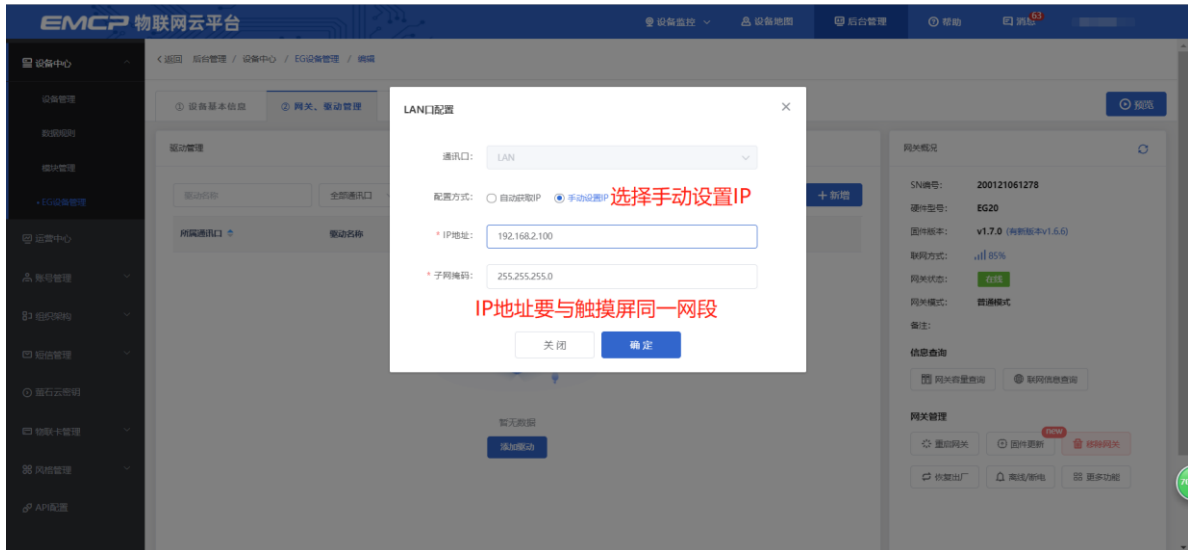 EMCP 物联网云平台
设备监控
设备地图
后台管理
帮助
消息
63
设备中心
设备管理
数据规则
模块管理
•EG设备管理
运营中心
账号管理
组织架构
短信管理
萤石云密钥
物联卡管理
风格管理
API配置
<返回 后台管理 / 设备中心 / EG设备管理 / 编辑
① 设备基本信息
② 网关、驱动管理
预览
驱动管理
驱动名称
全部通讯口
+新增
所属通讯口
驱动名称
暂无数据
添加驱动
LAN口配置
×
通讯口: LAN
配置方式: 自动获取IP 手动设置IP 选择手动设置IP
* IP地址: 192.168.2.100
* 子网掩码: 255.255.255.0
IP地址要与触摸屏同一网段
关闭
确定
网关概况
SN编号: 200121061278
硬件型号: EG20
固件版本: v1.7.0 (有新版本v1.6.6)
联网方式: 85%
网关状态: 在线
网关模式: 普通模式
备注:
信息查询
网关容量查询
联网信息查询
网关管理
重启网关
固件更新
new
移除网关
恢复出厂
离线/断电
更多功能